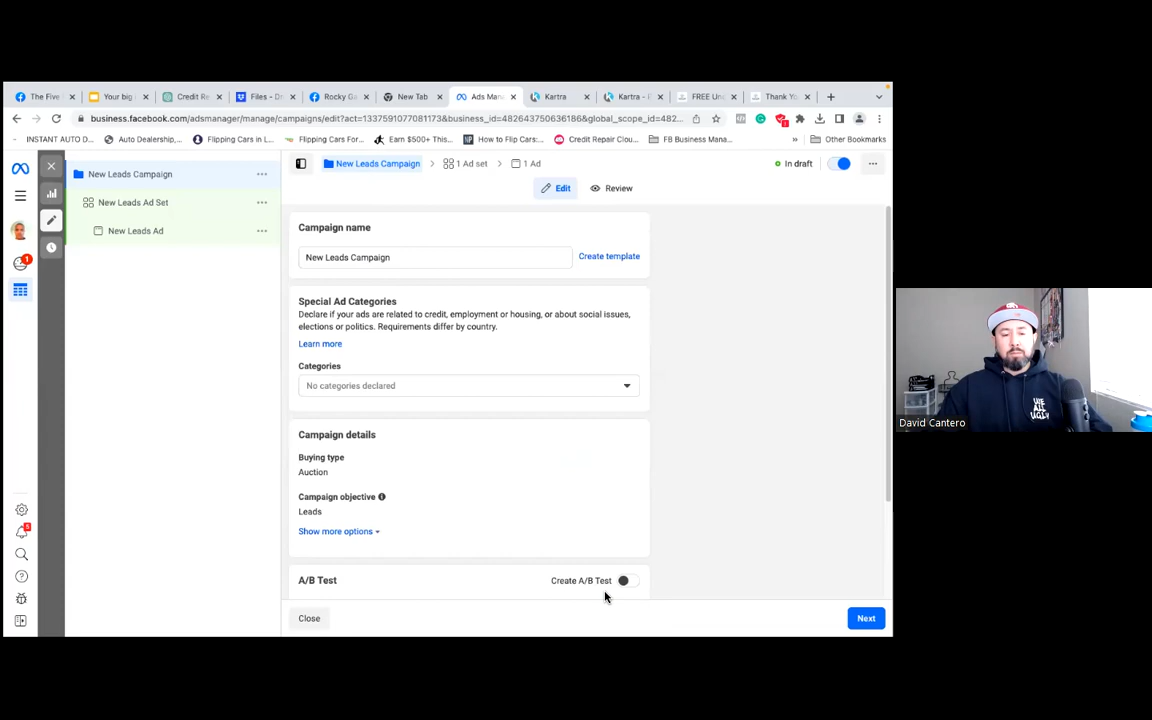 The Five
Your big
Credit Re
Files - D
Rocky Ga
New Tab
Ads Man
Kartra
Kartra -
FREE Un
Thank Yo
business.facebook.com/adsmanager/manage/campaigns/edit?act=1337591077081173&business_id=482643750636186&global_scope_id=482...
INSTANT AUTO D...
Auto Dealership,...
Flipping Cars in L...
Flipping Cars For...
Earn $500+ This...
How to Flip Cars:...
Credit Repair Clou...
FB Business Mana...
Other Bookmarks
New Leads Campaign
New Leads Ad Set
New Leads Ad
New Leads Campaign
1 Ad set
1 Ad
In draft
Edit
Review
Campaign name
New Leads Campaign
Create template
Special Ad Categories
Declare if your ads are related to credit, employment or housing, or about social issues,
elections or politics. Requirements differ by country.
Learn more
Categories
No categories declared
Campaign details
Buying type
Auction
Campaign objective
Leads
Show more options
A/B Test
Create A/B Test
Close
Next
WE
ALL
UGLY
David Cantero